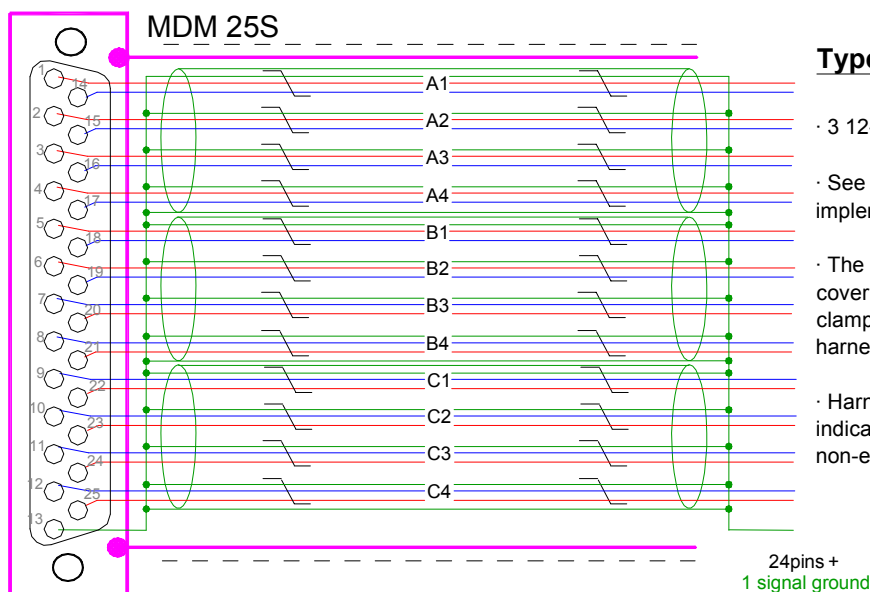 MDM 25S
1
14
2
15
3
16
4
17
5
18
6
19
7
20
8
21
9
22
10
23
11
24
12
25
13
A1
A2
A3
A4
B1
B2
B3
B4
C1
C2
C3
C4
Type
· 3 12
· See
imple
· The
cover
clamp
harne
· Harn
indica
non-e
24pins +
1 signal ground